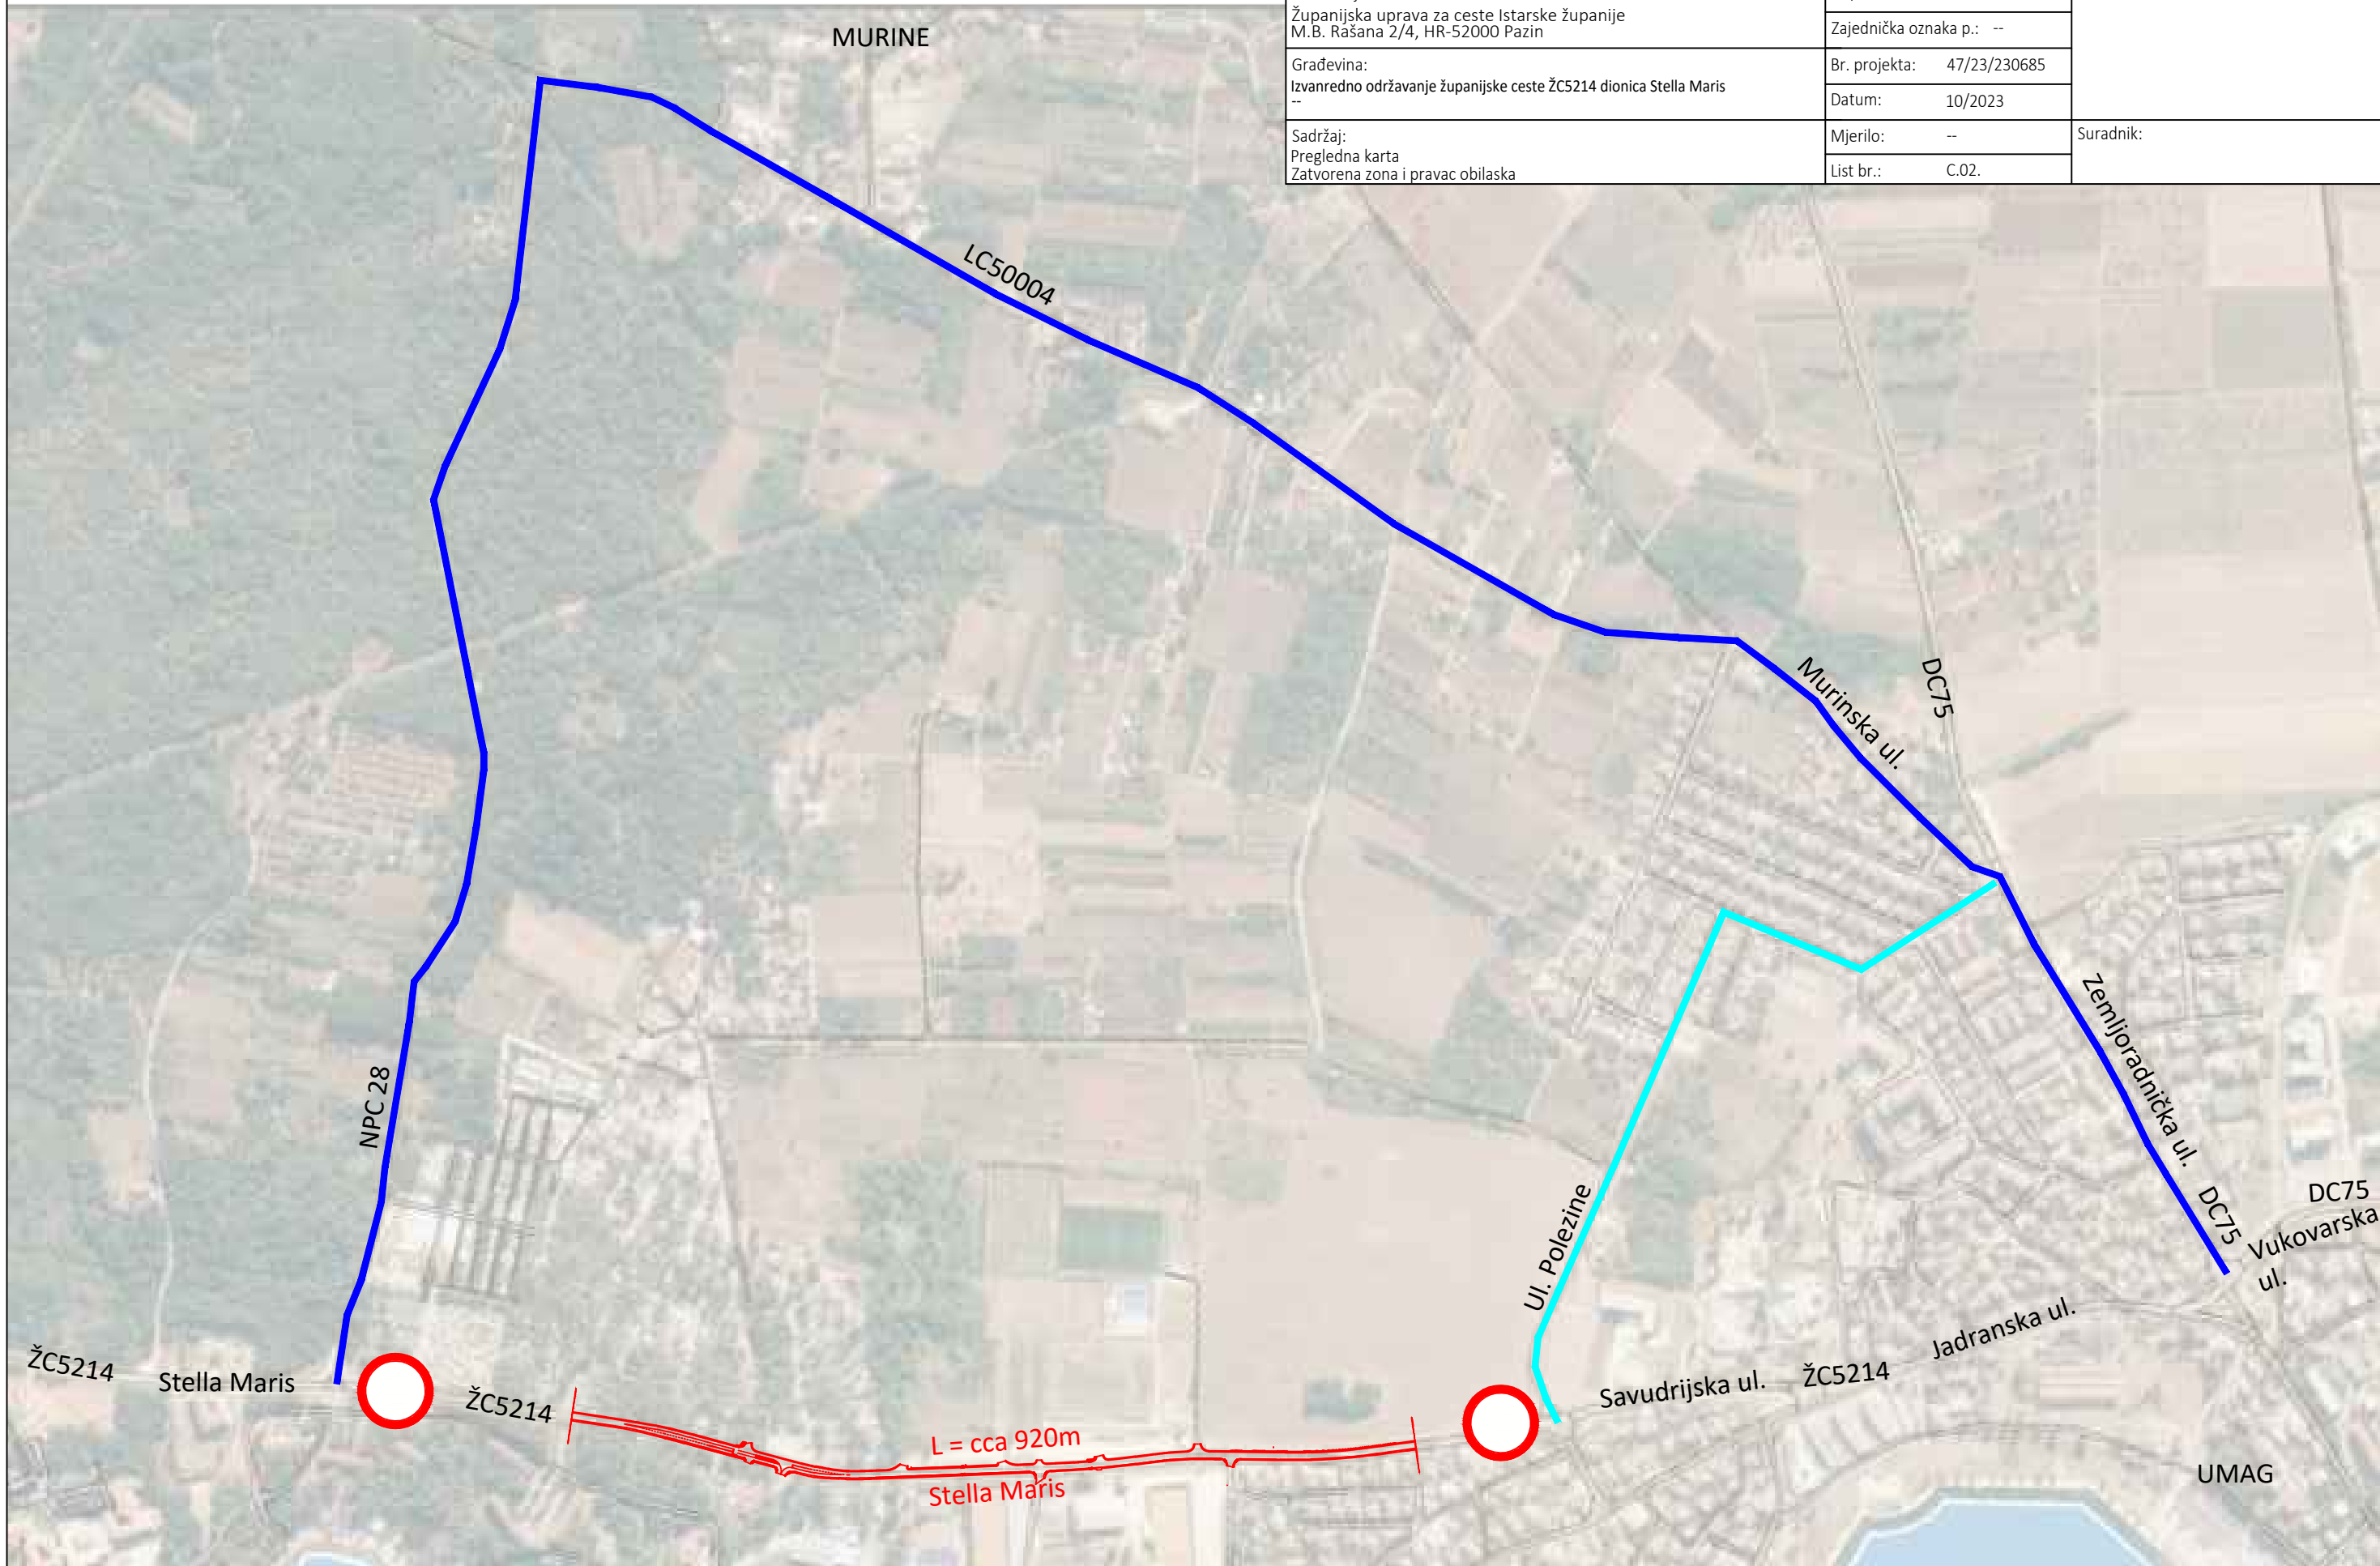 MURINE
Županijska uprava za ceste Istarske županije
M.B. Rašana 2/4, HR-52000 Pazin
Zajednička oznaka p.: --
Građevina:
Izvanredno održavanje županijske ceste ŽC5214 dionica Stella Maris
--
Br. projekta: 47/23/230685
Datum: 10/2023
Sadržaj:
Pregledna karta
Zatvorena zona i pravac obilaska
Mjerilo: --
List br.: C.02.
Suradnik:
LC50004
Murinska ul.
DC75
Zemljoradnička ul.
DC75
DC75
Vukovarska
ul.
NPC 28
Ul. Polezine
Jadranska ul.
ŽC5214
Stella Maris
ŽC5214
Savudrijska ul.
ŽC5214
L = cca 920m
Stella Maris
UMAG